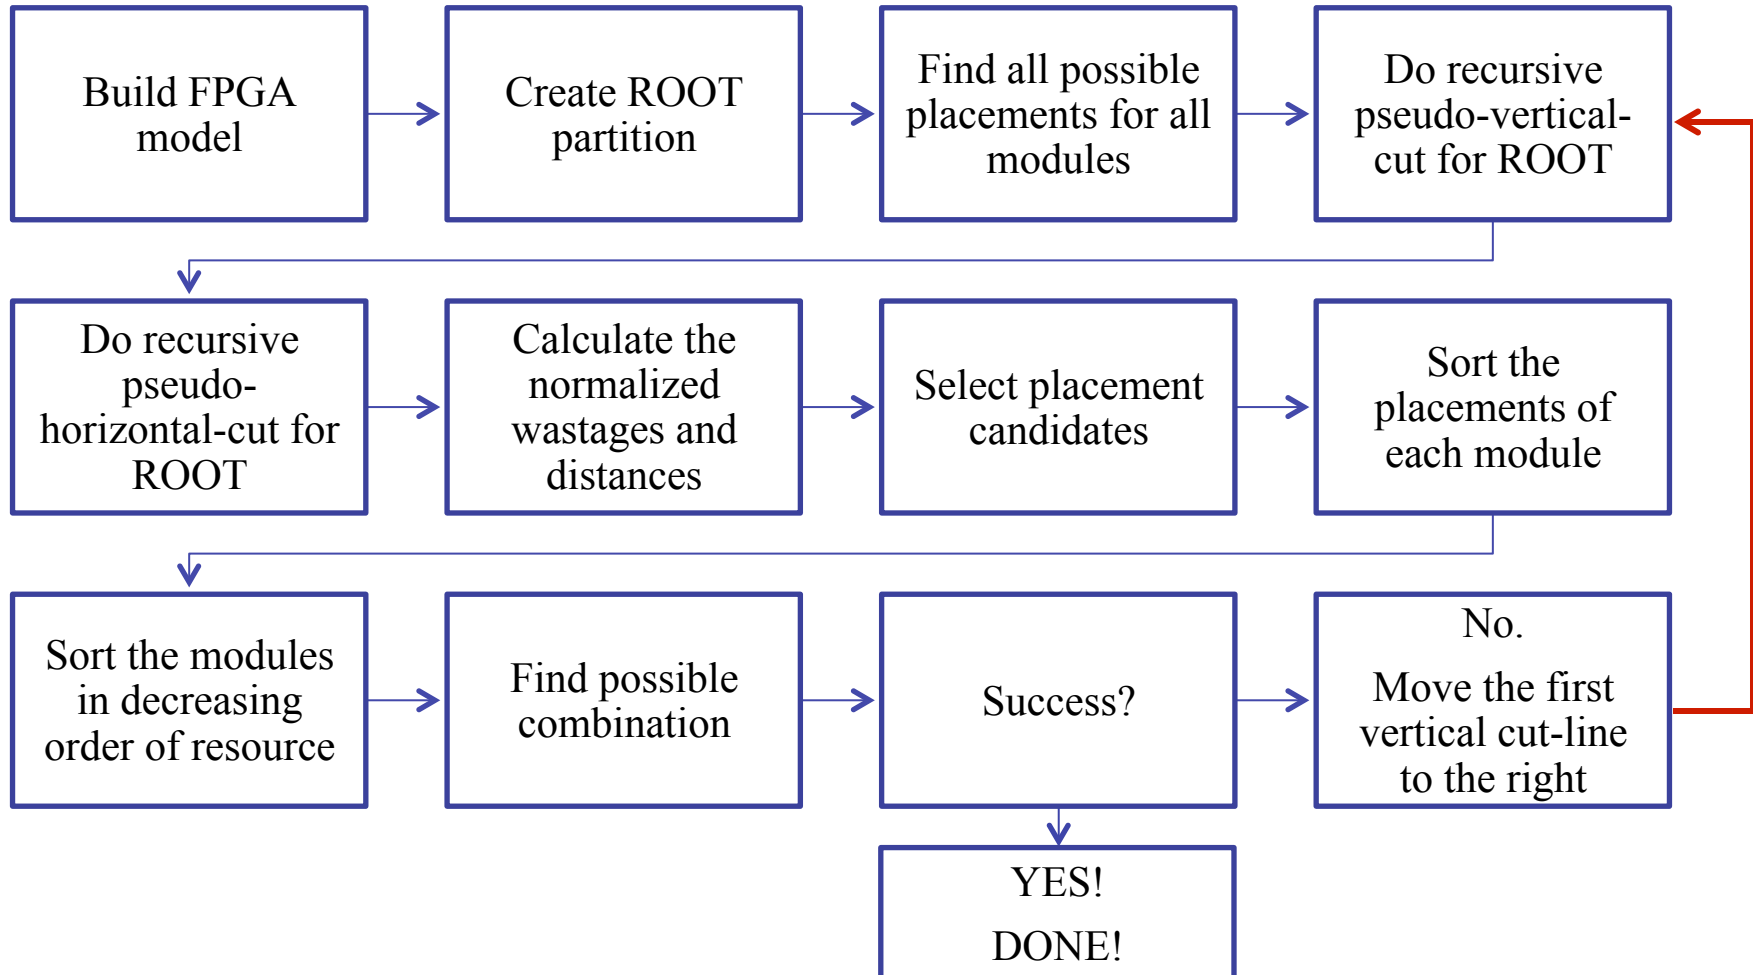 Build FPGA
model
Create ROOT
partition
Find all possible
placements for all
modules
Do recursive
pseudo-vertical-
cut for ROOT
Do recursive
pseudo-
horizontal-cut for
ROOT
Calculate the
normalized
wastages and
distances
Select placement
candidates
Sort the
placements of
each module
Sort the modules
in decreasing
order of resource
Find possible
combination
Success?
No.
Move the first
vertical cut-line
to the right
YES!
DONE!